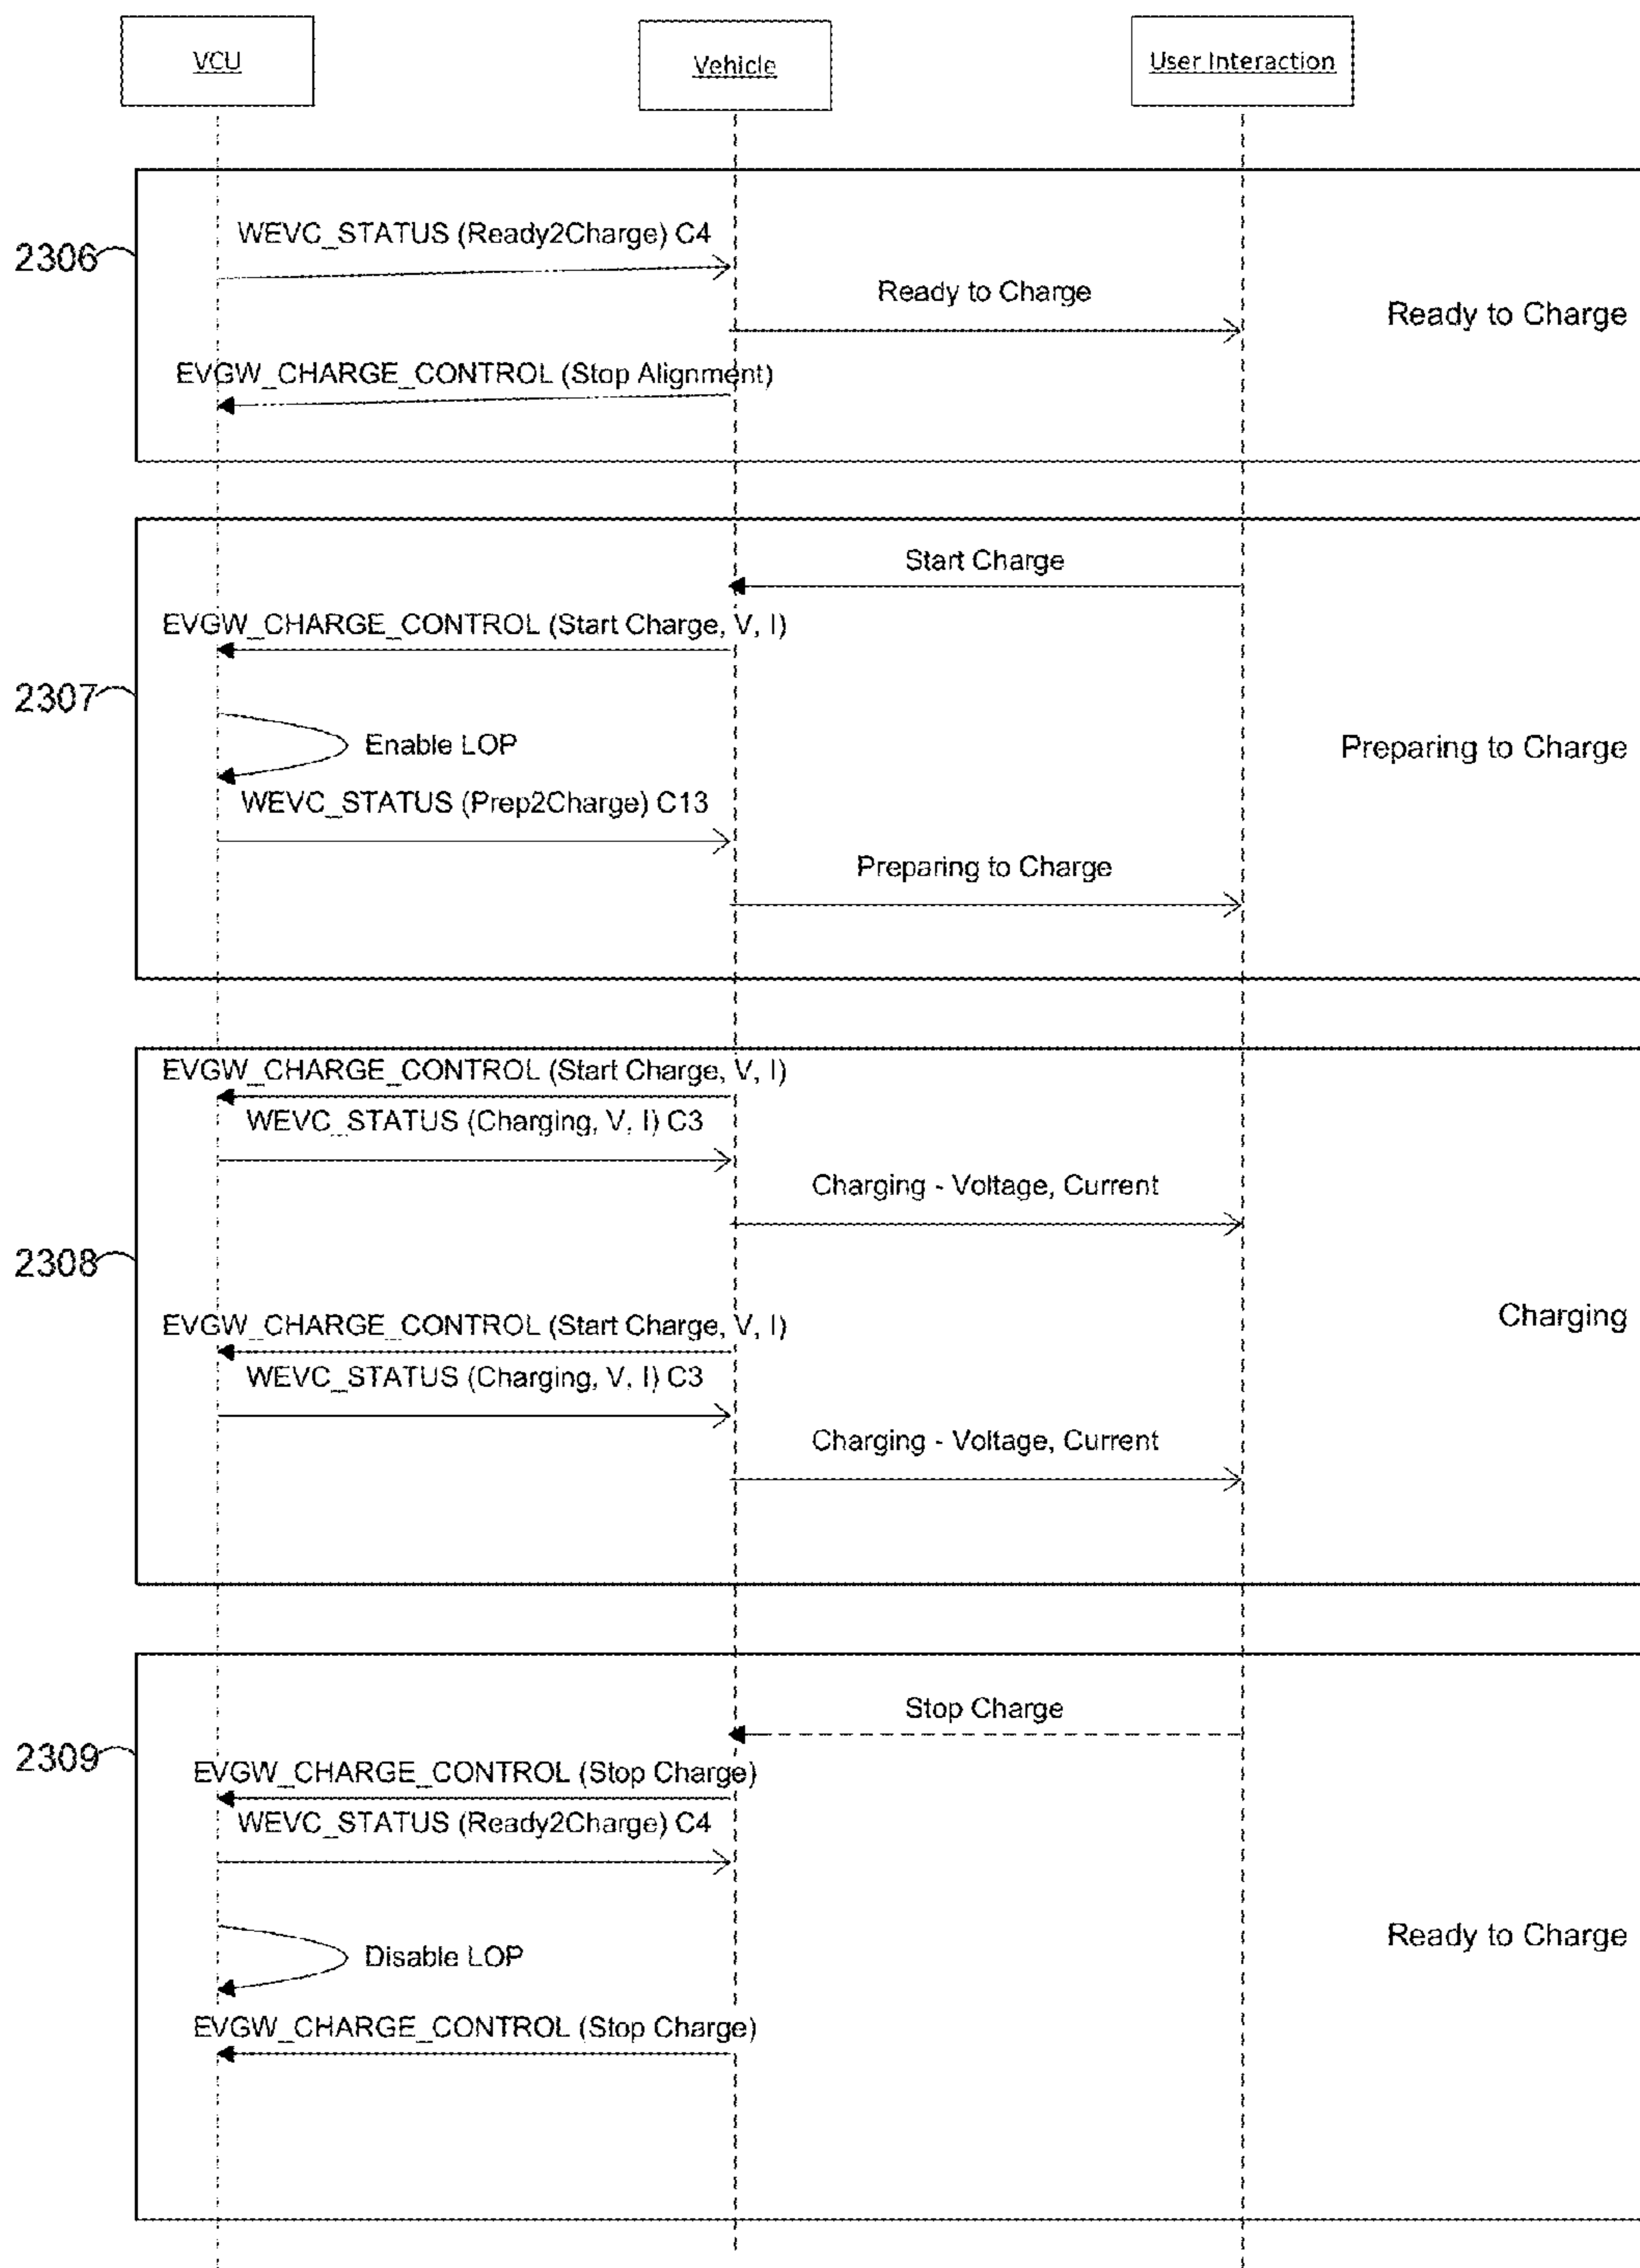 VCU
Vehicle
User Interaction
2306
WEVC_STATUS (Ready2Charge) C4
Ready to Charge
Ready to Charge
EVGW_CHARGE_CONTROL (Stop Alignment)
Start Charge
EVGW_CHARGE_CONTROL (Start Charge, V, I)
2307
Enable LOP
Preparing to Charge
WEVC_STATUS (Prep2Charge) C13
Preparing to Charge
EVGW_CHARGE_CONTROL (Start Charge, V, I)
WEVC_STATUS (Charging, V, I) C3
Charging - Voltage, Current
2308
Charging
EVGW_CHARGE_CONTROL (Start Charge, V, I)
WEVC_STATUS (Charging, V, I) C3
Charging - Voltage, Current
Stop Charge
2309
EVGW_CHARGE_CONTROL (Stop Charge)
WEVC_STATUS (Ready2Charge) C4
Ready to Charge
Disable LOP
EVGW_CHARGE_CONTROL (Stop Charge)